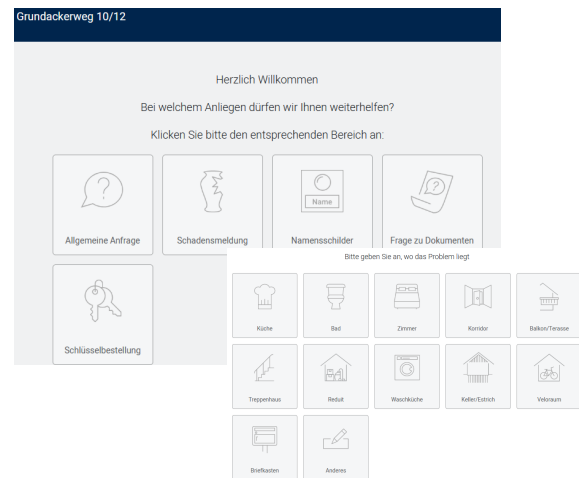 Grundackerweg 10/12
Herzlich Willkommen
Bei welchem Anliegen dürfen wir Ihnen weiterhelfen?
Klicken Sie bitte den entsprechenden Bereich an:
Name
Allgemeine Anfrage
Schadensmeldung
Namensschilder
Frage zu Dokumenten
Schlüsselbestellung
Bitte geben Sie an, wo das Problem liegt
Küche
Bad
Zimmer
Korridor
Balkon/Terasse
Treppenhaus
Reduit
Waschküche
Keller/Estrich
Veloraum
Briefkasten
Anderes